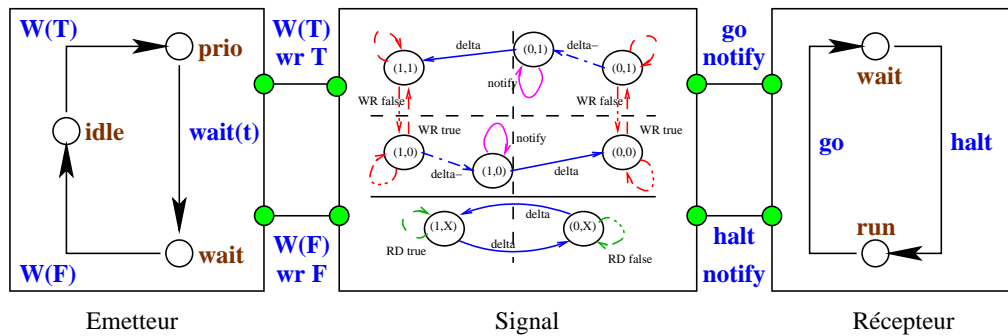 W(T)
prio
idle
wait(t)
wait
W(F)
Emetteur
W(T)
wr T
W(F)
wr F
(1,1)
delta
(0,1)
delta−
(0,1)
notify
WR false
WR false
WR true
WR true
(1,0)
delta−
(1,0)
notify
delta
(0,0)
(1,X)
delta
(0,X)
delta
RD true
RD false
Signal
go
notify
halt
notify
wait
go
halt
run
Récepteur